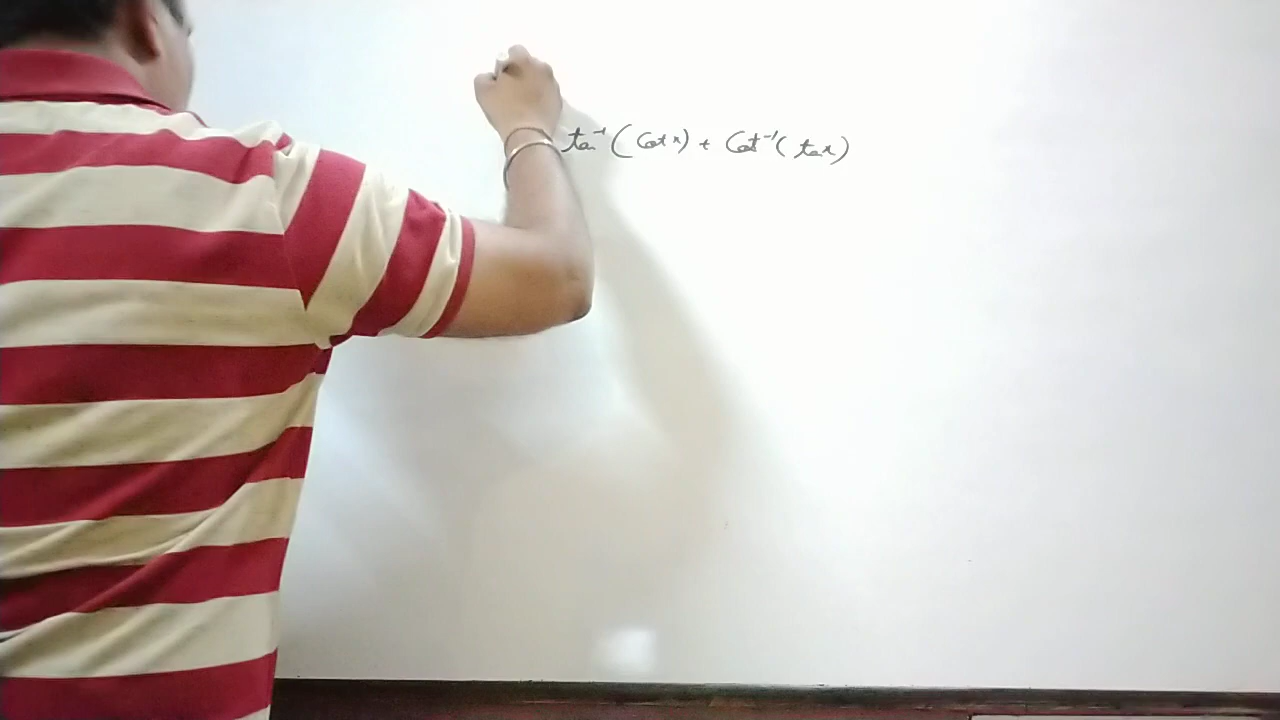 tan⁻¹(Cot x) + Cot⁻¹(tan x)